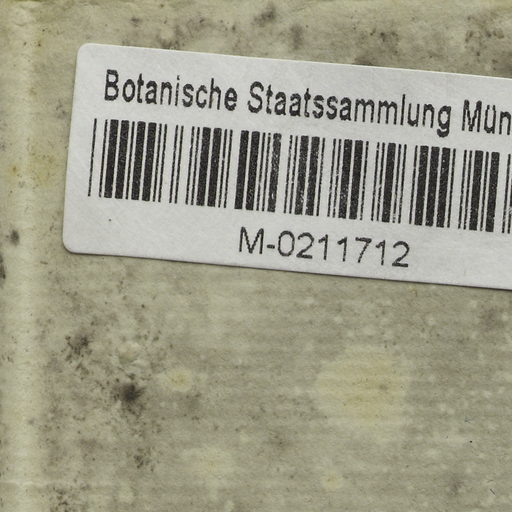 Botanische Staatssammlung Mün
M-0211712